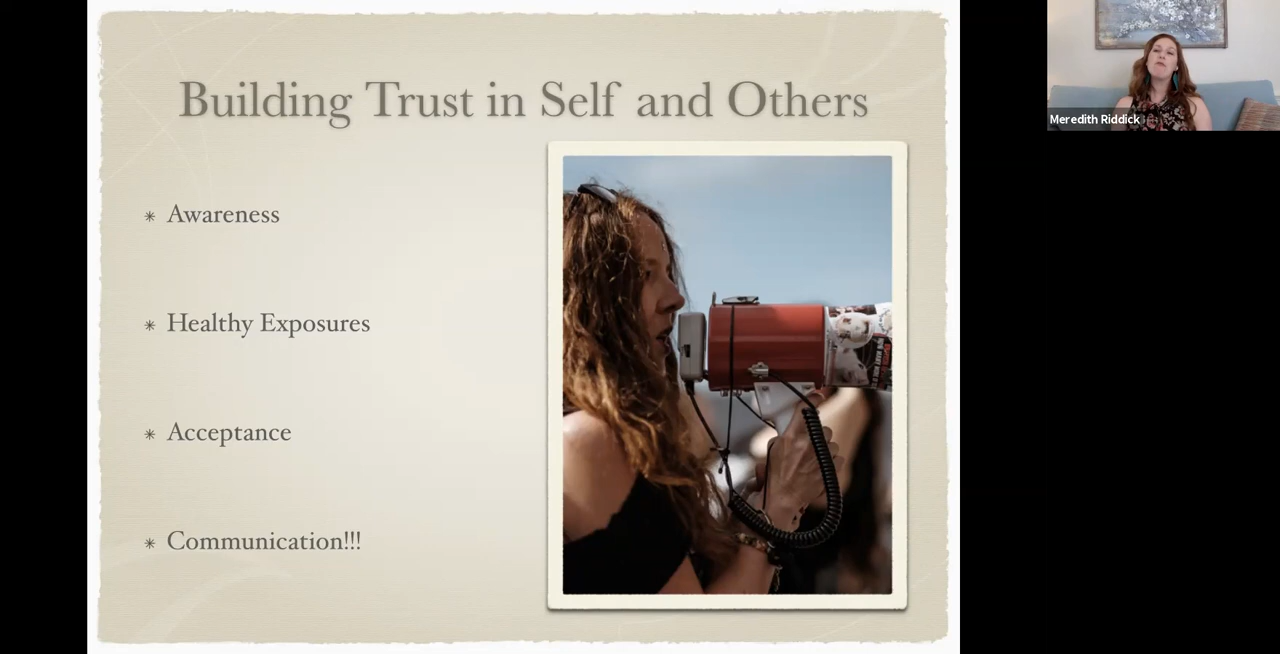 Building Trust in Self and Others
Awareness
Healthy Exposures
Acceptance
Communication!!!
Meredith Riddick